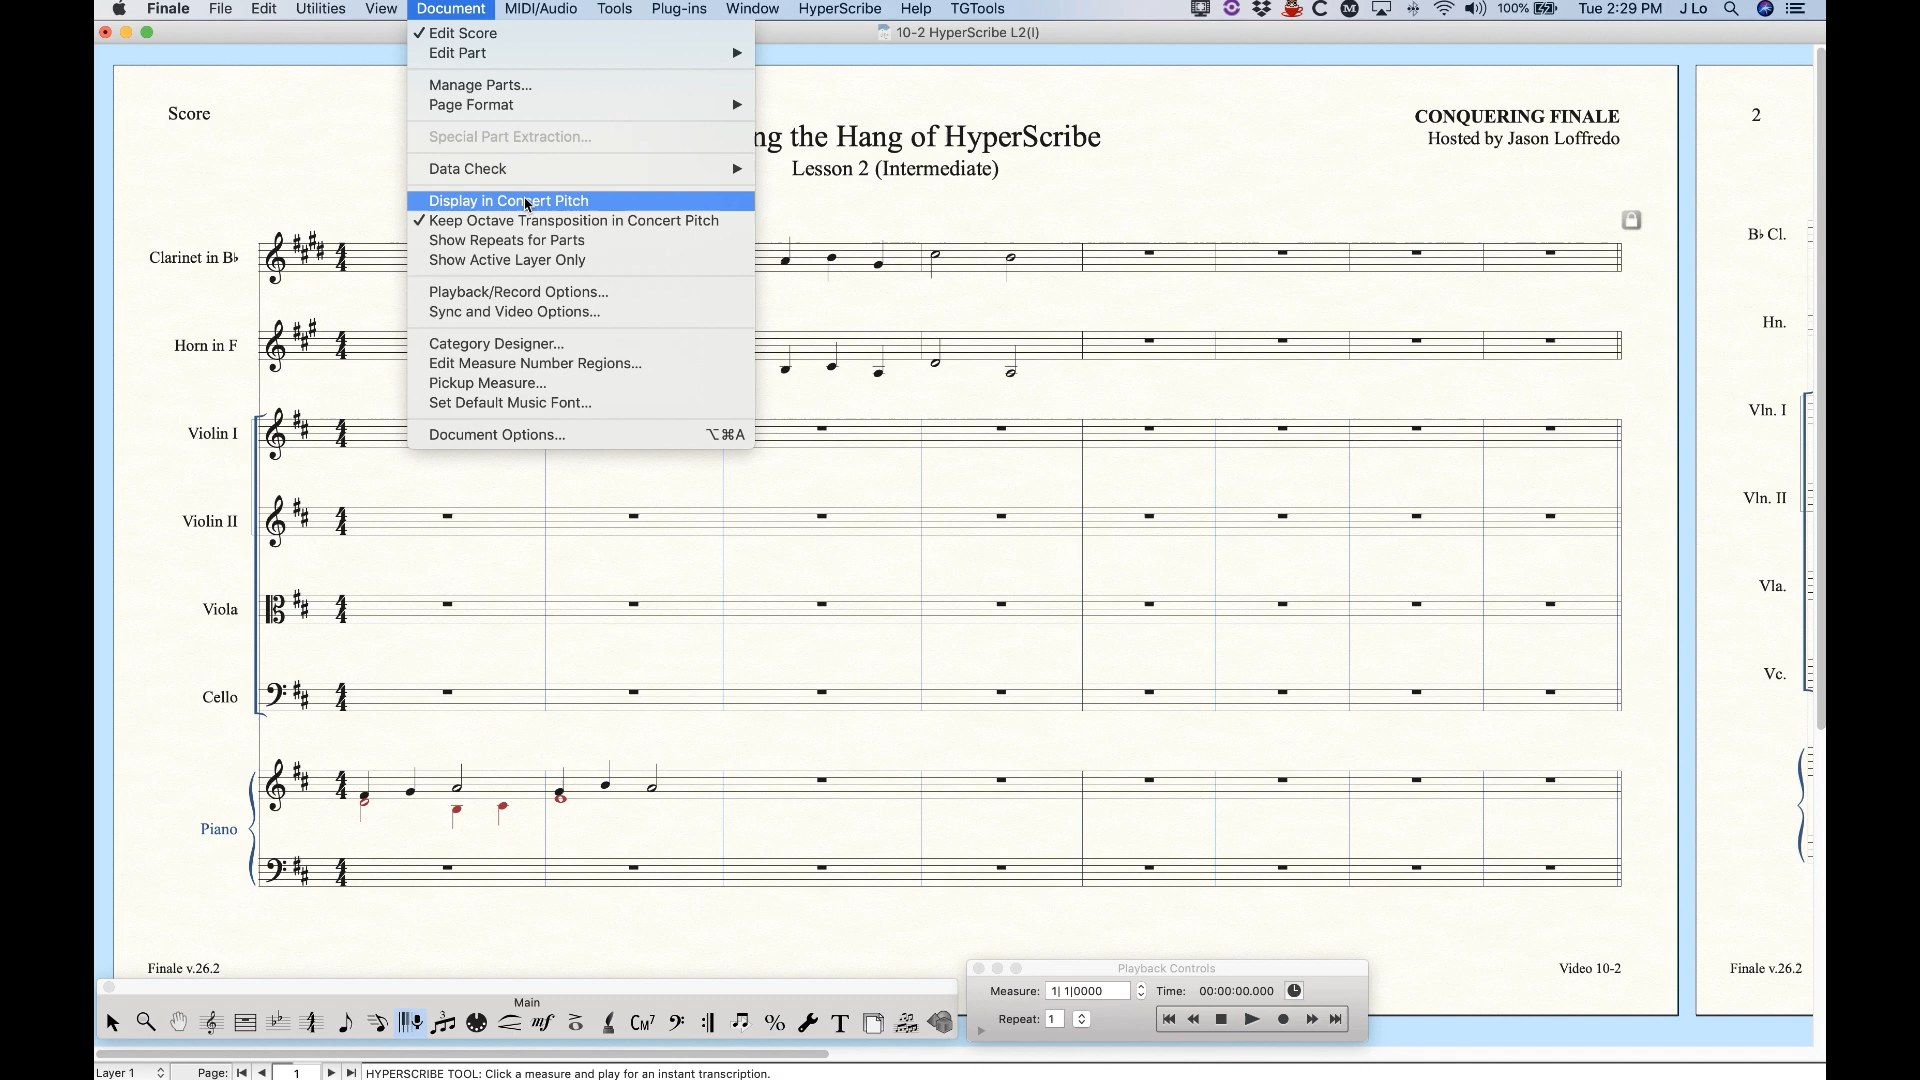 Finale File Edit Utilities View Document MIDI/Audio Tools Plug-ins Window HyperScribe Help TGTools 100% Tue 2:29 PM J Lo
10-2 HyperScribe L2(I)
✓ Edit Score
Edit Part
Manage Parts...
Page Format
Special Part Extraction...
Data Check
Display in Concert Pitch
✓ Keep Octave Transposition in Concert Pitch
Show Repeats for Parts
Show Active Layer Only
Playback/Record Options...
Sync and Video Options...
Category Designer...
Edit Measure Number Regions...
Pickup Measure...
Set Default Music Font...
Document Options... ⌥⌘A
Score
ng the Hang of HyperScribe
Lesson 2 (Intermediate)
CONQUERING FINALE
Hosted by Jason Loffredo
2
Clarinet in B♭
Horn in F
Violin I
Violin II
Viola
Cello
Piano
B♭ Cl.
Hn.
Vln. I
Vln. II
Vla.
Vc.
Finale v.26.2
Video 10-2
Finale v.26.2
Main
Playback Controls
Measure: 1| 1|0000 Time: 00:00:00.000
Repeat: 1
Layer 1 Page: 1 HYPERSCRIBE TOOL: Click a measure and play for an instant transcription.